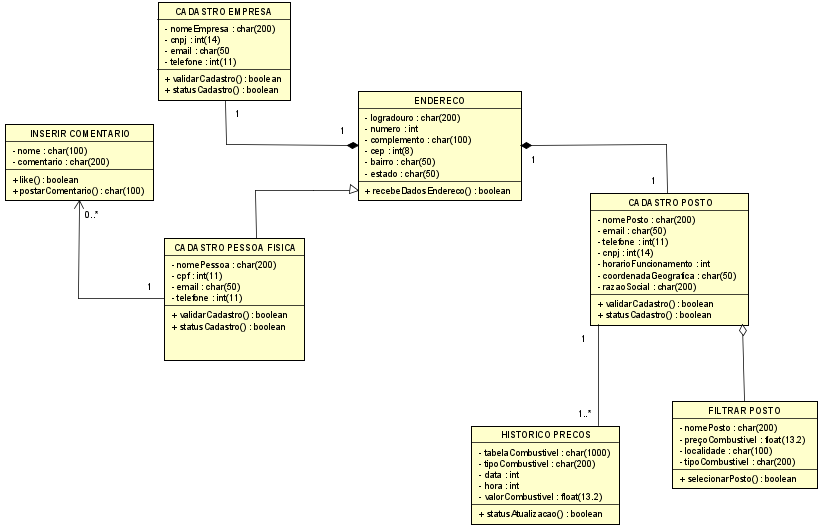 CADASTRO EMPRESA
- nomeEmpresa : char(200)
- cnpj : int(14)
- email : char(50
- telefone : int(11)
+ validarCadastro() : boolean
+ statusCadastro() : boolean
1
ENDERECO
- logradouro : char(200)
- numero : int
- complemento : char(100)
- cep : int(8)
- bairro : char(50)
- estado : char(50)
+ recebeDadosEndereco() : boolean
1
1
INSERIR COMENTARIO
- nome : char(100)
- comentario : char(200)
+like() : boolean
+postarComentario() : char(100)
0..*
1
CADASTRO PESSOA FISICA
- nomePessoa : char(200)
- cpf : int(11)
- email : char(50)
- telefone : int(11)
+ validarCadastro() : boolean
+ statusCadastro() : boolean
1
CADASTRO POSTO
- nomePosto : char(200)
- email : char(50)
- telefone : int(11)
- cnpj : int(14)
- horarioFuncionamento : int
- coordenadaGeografica : char(50)
- razaoSocial : char(200)
+ validarCadastro() : boolean
+ statusCadastro() : boolean
1
1..*
HISTORICO PRECOS
- tabelaCombustivel : char(1000)
- tipoCombustivel : char(200)
- data : int
- hora : int
- valorCombustivel : float(13.2)
+ statusAtualizacao() : boolean
FILTRAR POSTO
- nomePosto : char(200)
- preçoCombustivel : float(13.2)
- localidade : char(100)
- tipoCombustivel : char(200)
+ selecionarPosto() : boolean